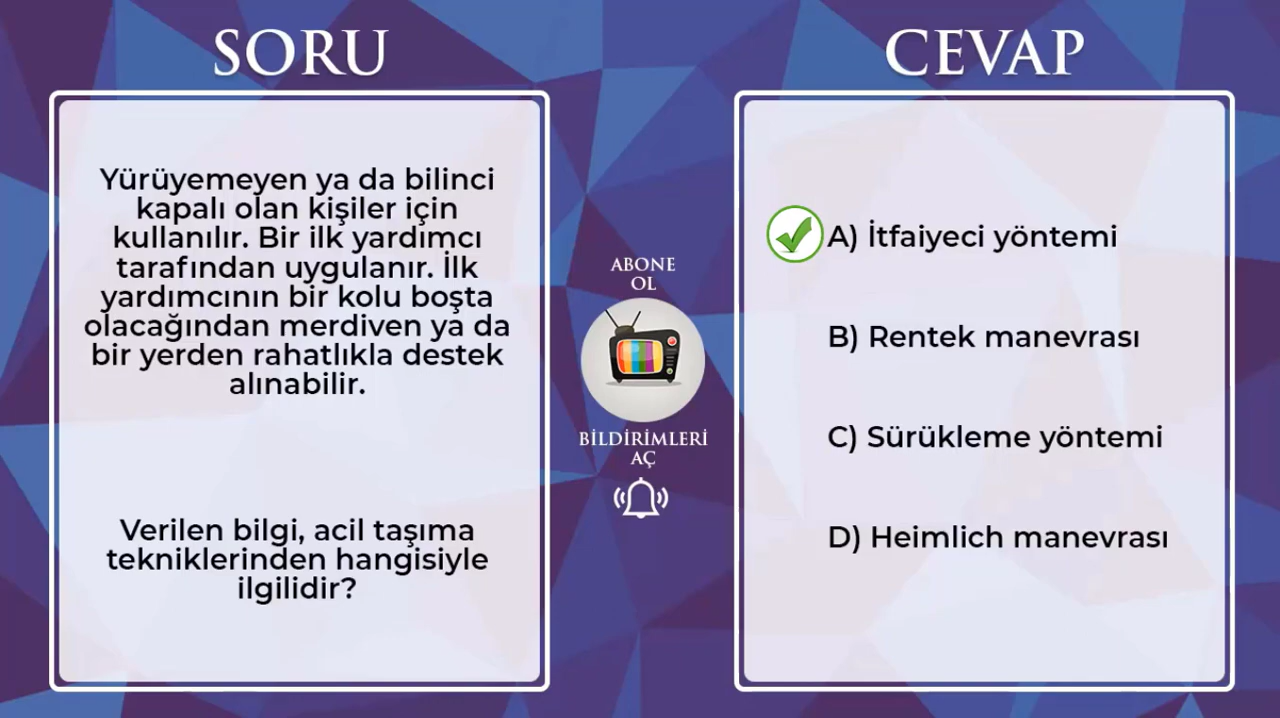 SORU
Yürüyemeyen ya da bilinci
kapalı olan kişiler için
kullanılır. Bir ilk yardımcı
tarafından uygulanır. İlk
yardımcının bir kolu boşta
olacağından merdiven ya da
bir yerden rahatlıkla destek
alınabilir.
Verilen bilgi, acil taşıma
tekniklerinden hangisiyle
ilgilidir?
ABONE
OL
BİLDİRİMLERİ
AÇ
CEVAP
A) İtfaiyeci yöntemi
B) Rentek manevrası
C) Sürükleme yöntemi
D) Heimlich manevrası